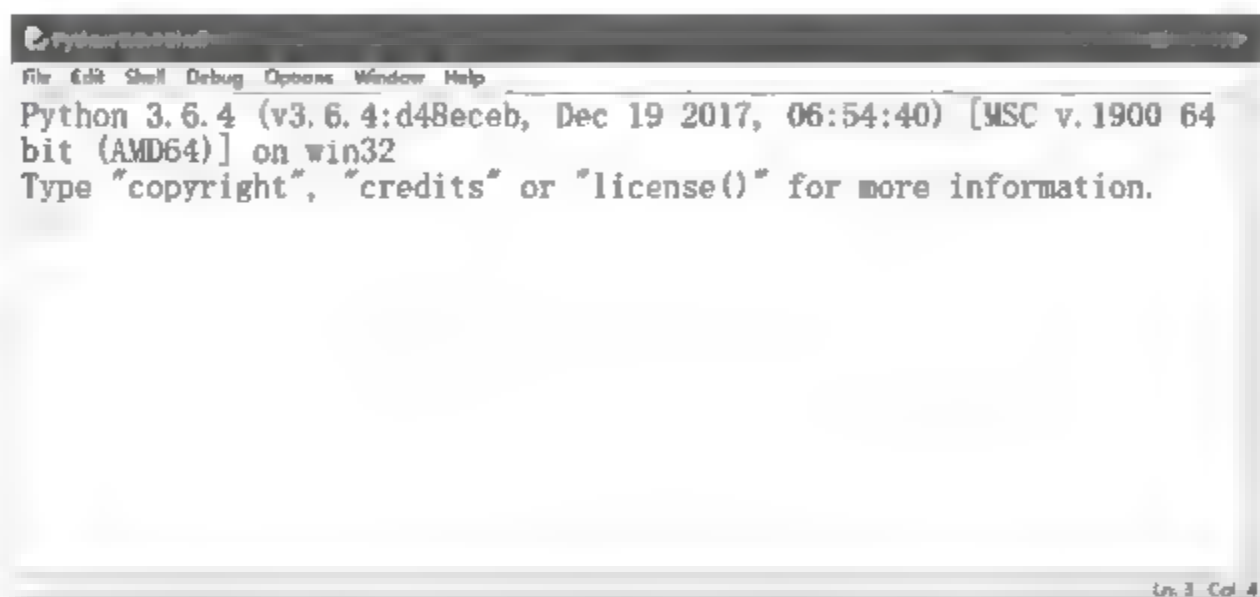 File Edit Shell Debug Options Window Help
Python 3.6.4 (v3.6.4:d48eceb, Dec 19 2017, 06:54:40) [MSC v.1900 64
bit (AMD64)] on win32
Type "copyright", "credits" or "license()" for more information.
Ln: 3 Col: 4